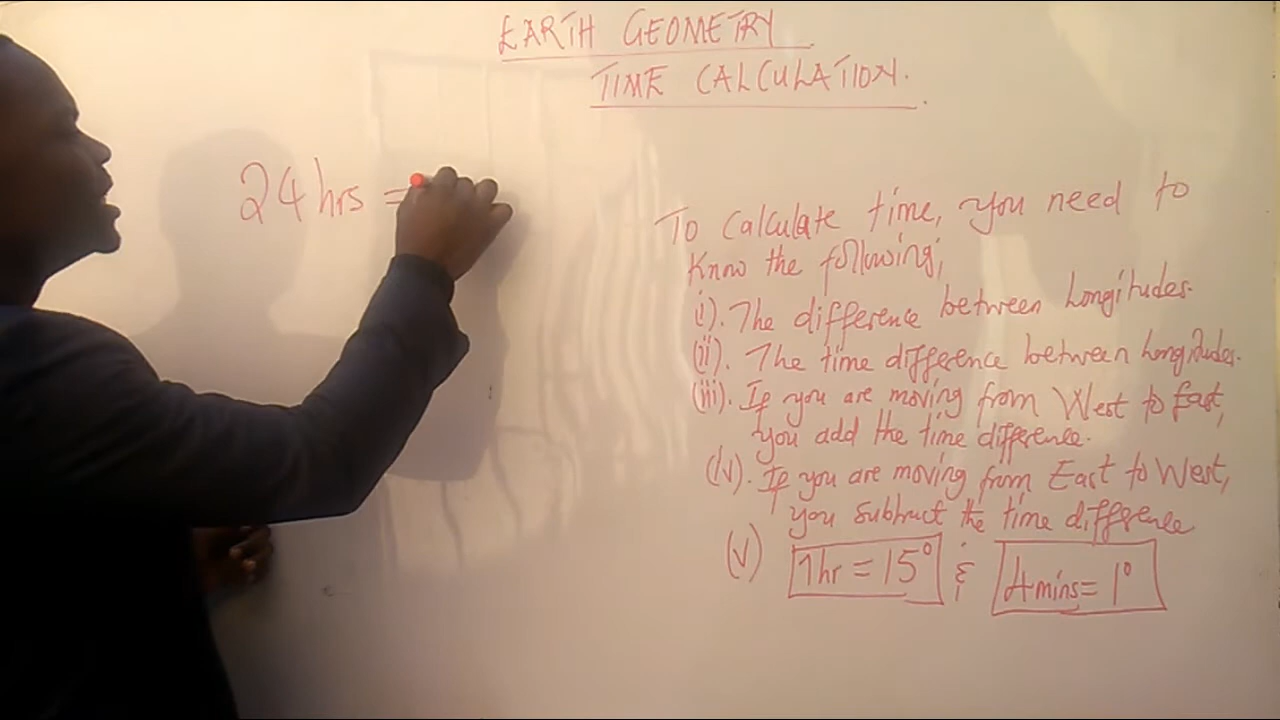 EARTH GEOMETRY
TIME CALCULATION.
24 hrs =
To Calculate time, you need to
Know the following;
i). The difference between Longitudes.
(ii). The time difference between Longitudes.
(iii). If you are moving from West to East,
you add the time difference.
(iv). If you are moving from East to West,
you subtract the time difference
(v) 1hr = 15° & 4mins = 1°